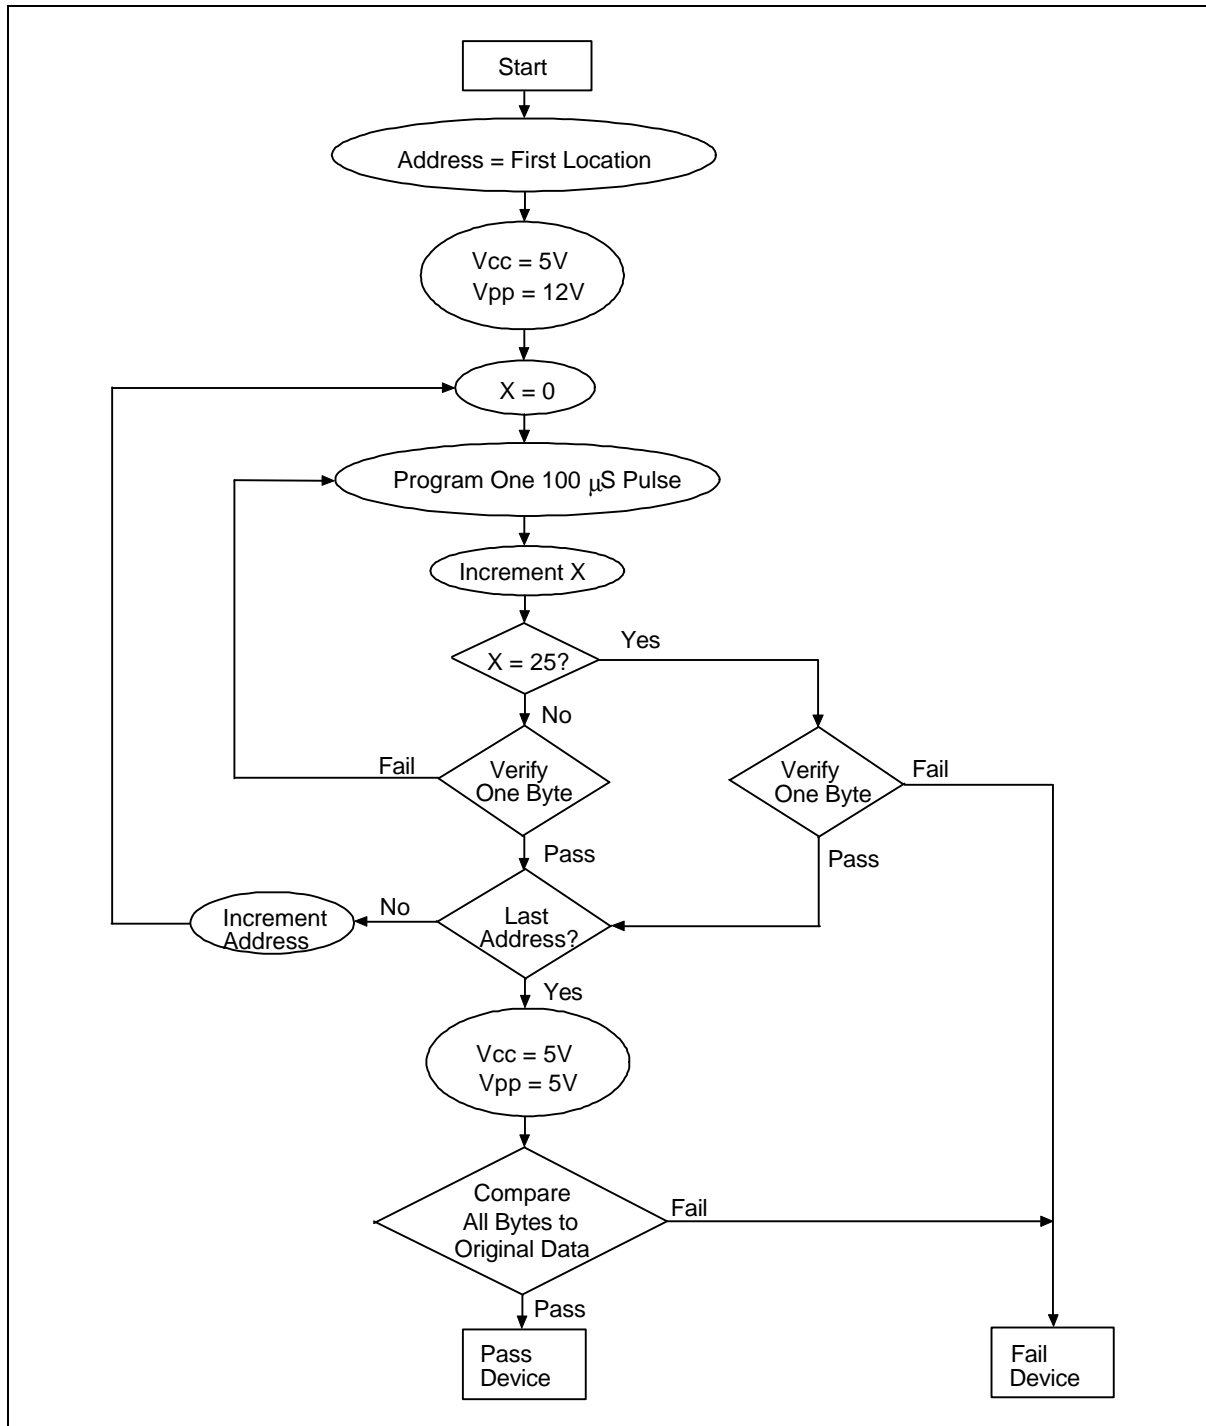 Start
Address = First Location
Vcc = 5V
Vpp = 12V
X = 0
Program One 100 μS Pulse
Increment X
X = 25?
Yes
No
Verify
One Byte
Fail
Pass
Verify
One Byte
Fail
Pass
Last
Address?
No
Increment
Address
Yes
Vcc = 5V
Vpp = 5V
Compare
All Bytes to
Original Data
Fail
Pass
Pass
Device
Fail
Device